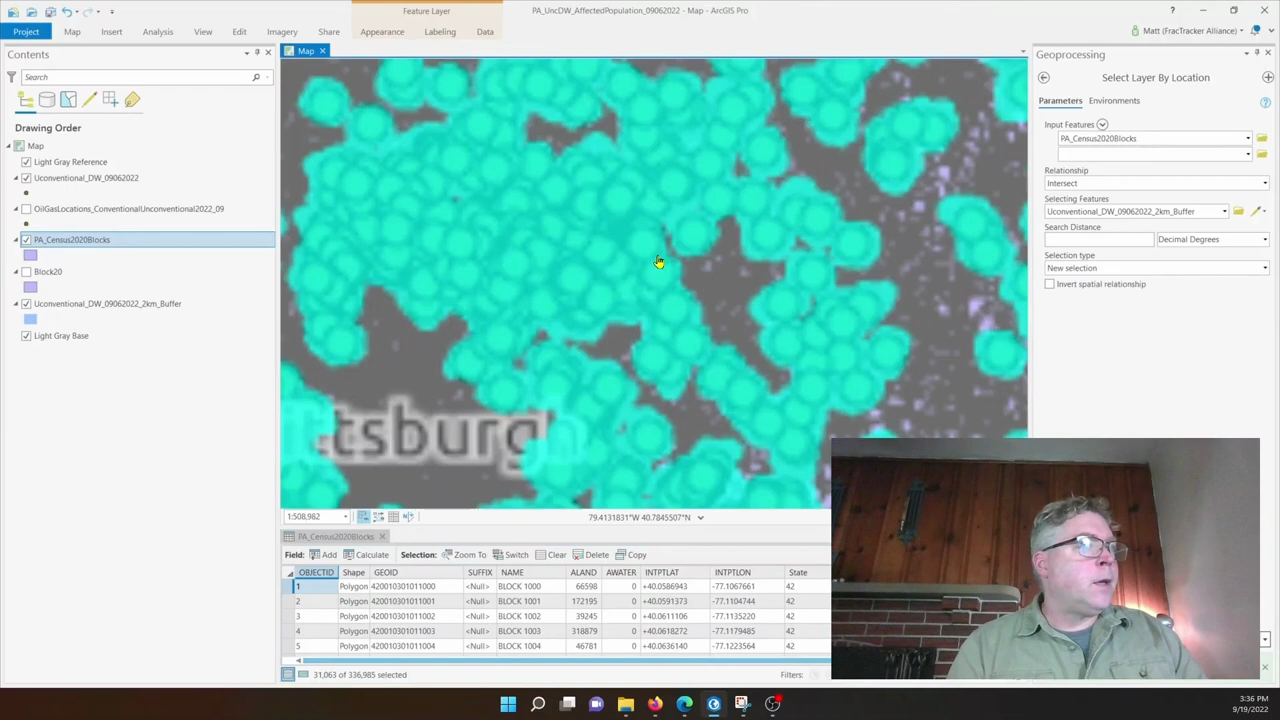 Feature Layer
PA_UncDW_AffectedPopulation_09062022 - Map - ArcGIS Pro
?
Project Map Insert Analysis View Edit Imagery Share Appearance Labeling Data
Matt (FracTracker Alliance)
Contents
Search
Drawing Order
Map
Light Gray Reference
Uconventional_DW_09062022
OilGasLocations_ConventionalUnconventional2022_09
PA_Census2020Blocks
Block20
Uconventional_DW_09062022_2km_Buffer
Light Gray Base
Map
ttsburgh
1:508,982
79.4131831°W 40.7845507°N
PA_Census2020Blocks
Field: Add Calculate Selection: Zoom To Switch Clear Delete Copy
OBJECTID Shape GEOID SUFFIX NAME ALAND AWATER INTPTLAT INTPTLON State
1 Polygon 420010301011000 <Null> BLOCK 1000 66598 0 +40.0586943 -77.1067661 42
2 Polygon 420010301011001 <Null> BLOCK 1001 172195 0 +40.0591373 -77.1104744 42
3 Polygon 420010301011002 <Null> BLOCK 1002 39245 0 +40.0611106 -77.1135220 42
4 Polygon 420010301011003 <Null> BLOCK 1003 318879 0 +40.0618272 -77.1179485 42
5 Polygon 420010301011004 <Null> BLOCK 1004 46781 0 +40.0636140 -77.1223564 42
31,063 of 336,985 selected
Filters:
Geoprocessing
Select Layer By Location
Parameters Environments
Input Features
PA_Census2020Blocks
Relationship
Intersect
Selecting Features
Uconventional_DW_09062022_2km_Buffer
Search Distance
Decimal Degrees
Selection type
New selection
Invert spatial relationship
3:36 PM
9/19/2022